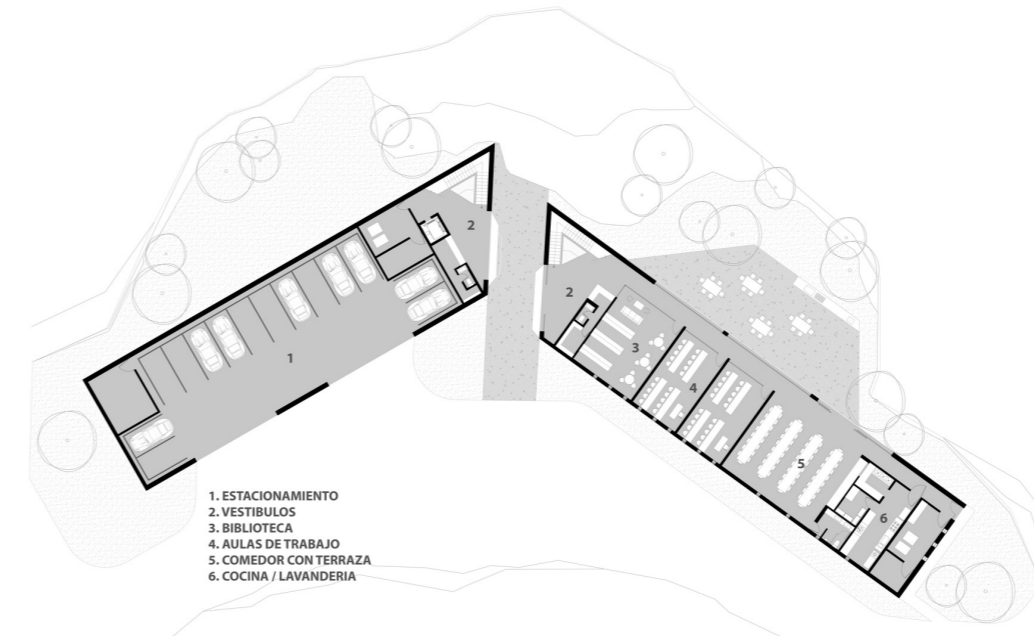 2
2
3
1
4
5
6
1. ESTACIONAMIENTO
2. VESTIBULOS
3. BIBLIOTECA
4. AULAS DE TRABAJO
5. COMEDOR CON TERRAZA
6. COCINA / LAVANDERIA